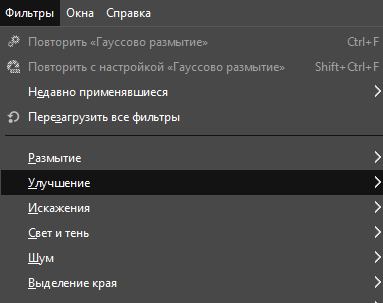 Фильтры Окна Справка
Повторить «Гауссово размытие» Ctrl+F
Повторить с настройкой «Гауссово размытие» Shift+Ctrl+F
Недавно применявшиеся
Перезагрузить все фильтры
Размытие
Улучшение
Искажения
Свет и тень
Шум
Выделение края